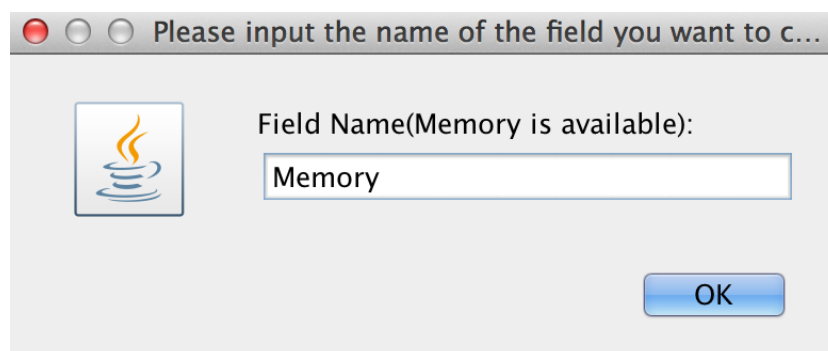 Please input the name of the field you want to c...
Field Name(Memory is available):
Memory
OK